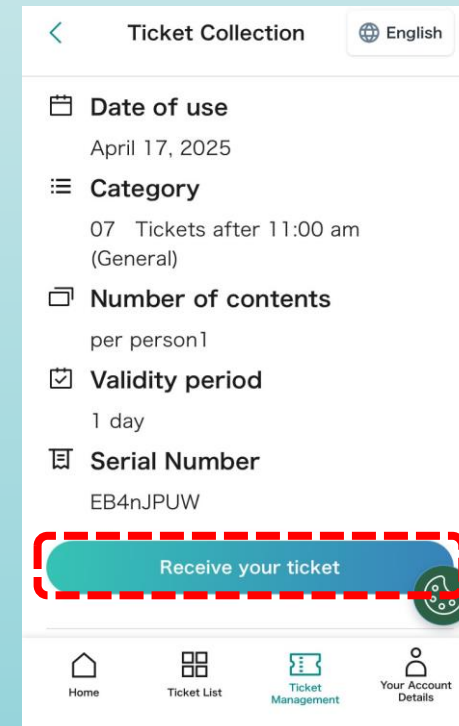 Ticket Collection
English
Date of use
April 17, 2025
Category
07 Tickets after 11:00 am
(General)
Number of contents
per person1
Validity period
1 day
Serial Number
EB4nJPUW
Receive your ticket
Home
Ticket List
Ticket
Management
Your Account
Details